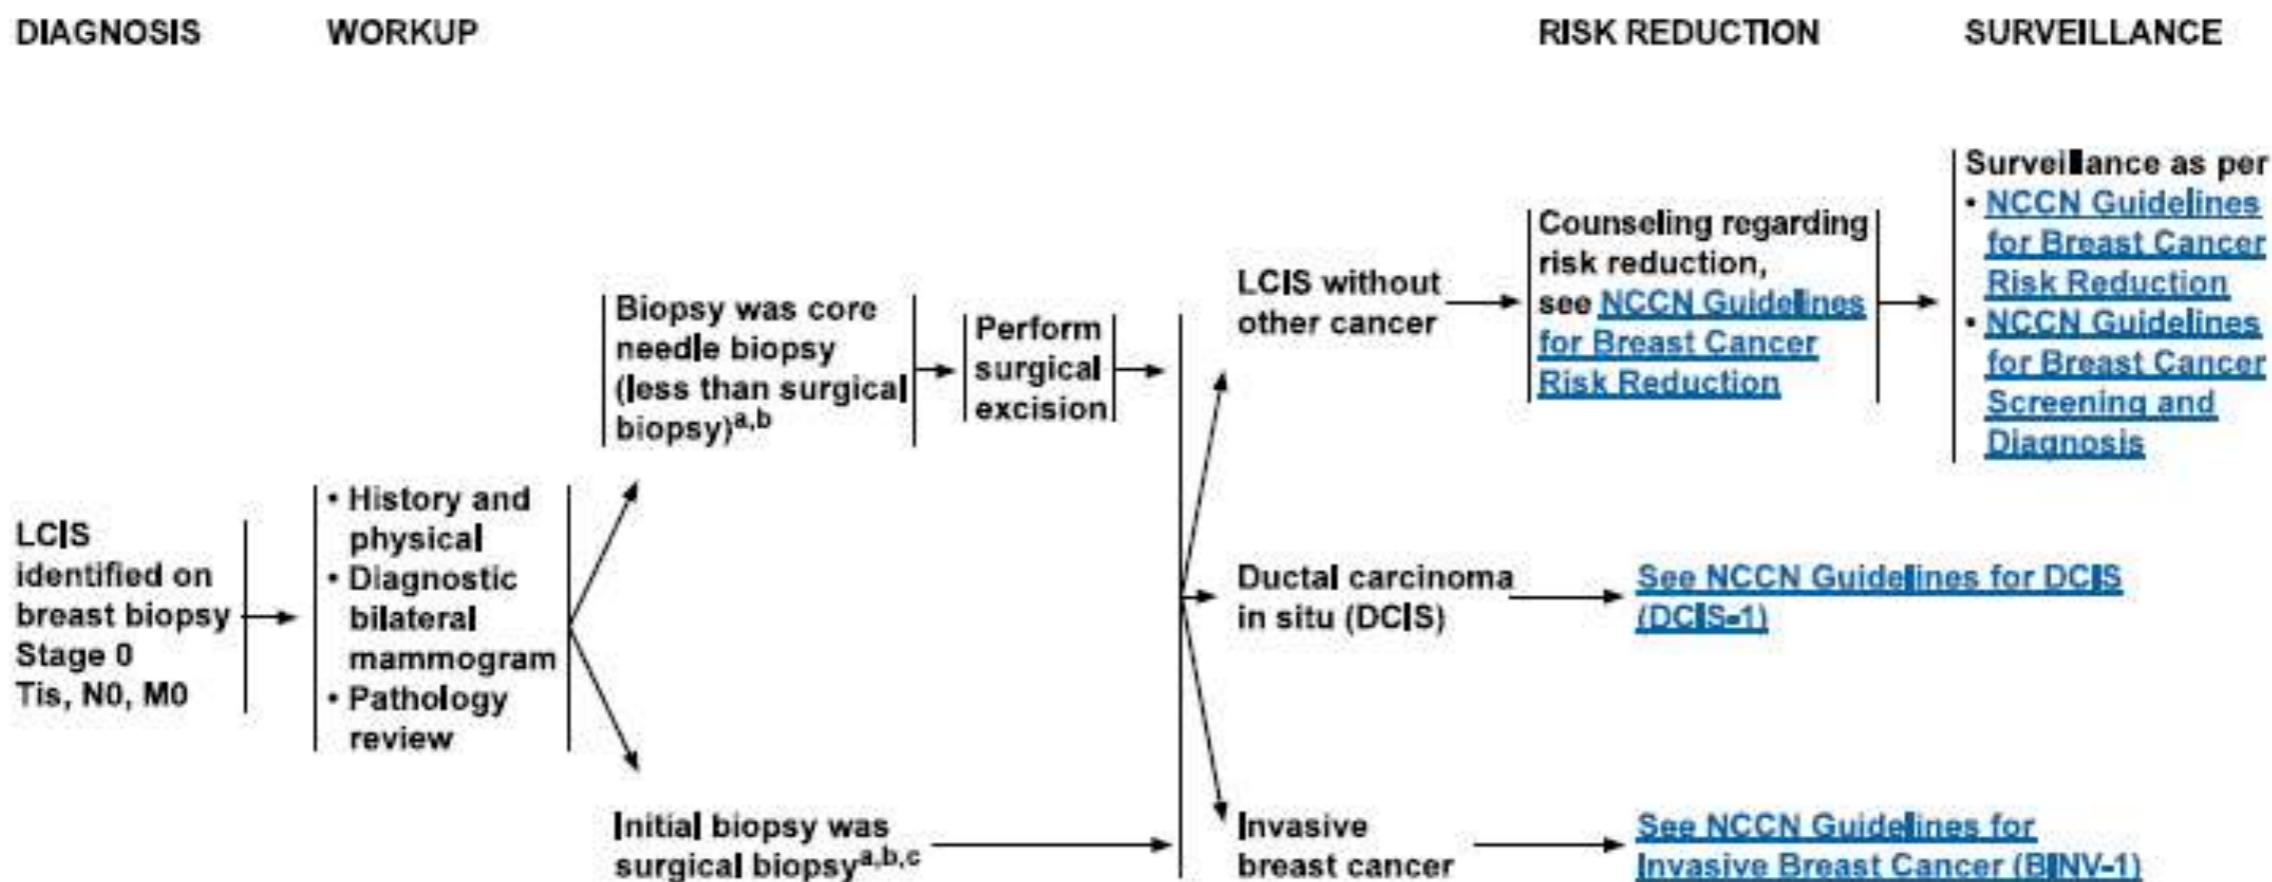 DIAGNOSIS
WORKUP
RISK REDUCTION
SURVEILLANCE
LCIS
identified on
breast biopsy
Stage 0
Tis, N0, M0
• History and
physical
• Diagnostic
bilateral
mammogram
• Pathology
review
Biopsy was core
needle biopsy
(less than surgical
biopsy)a,b
Perform
surgical
excision
Initial biopsy was
surgical biopsya,b,c
LCIS without
other cancer
Counseling regarding
risk reduction,
see NCCN Guidelines
for Breast Cancer
Risk Reduction
Surveillance as per
• NCCN Guidelines
for Breast Cancer
Risk Reduction
• NCCN Guidelines
for Breast Cancer
Screening and
Diagnosis
Ductal carcinoma
in situ (DCIS)
See NCCN Guidelines for DCIS
(DCIS-1)
Invasive
breast cancer
See NCCN Guidelines for
Invasive Breast Cancer (BINV-1)